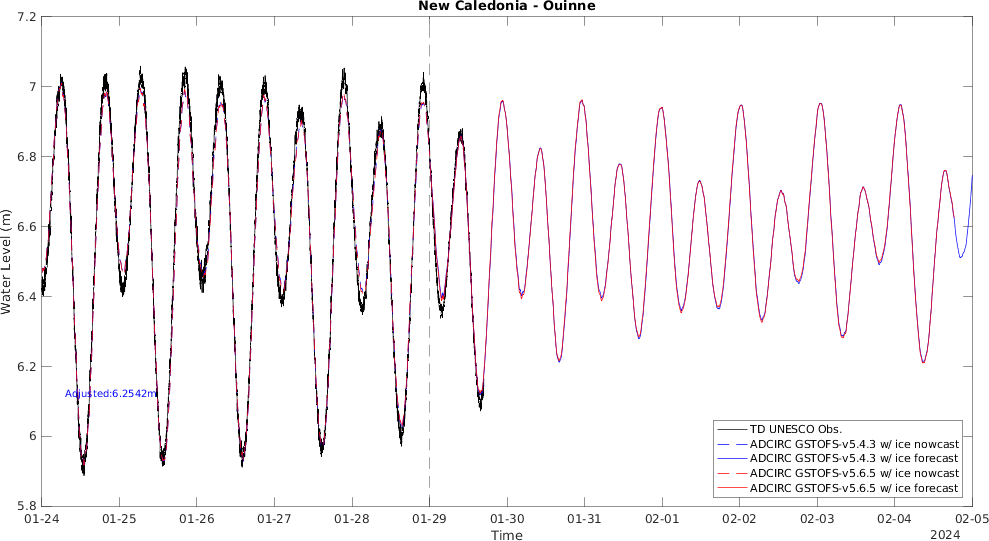 New Caledonia - Ouinne
7.2
7
6.8
6.6
6.4
6.2
6
5.8
Water Level (m)
Adjusted:6.2542m
TD UNESCO Obs.
ADCIRC GSTOFS-v5.4.3 w/ ice nowcast
ADCIRC GSTOFS-v5.4.3 w/ ice forecast
ADCIRC GSTOFS-v5.6.5 w/ ice nowcast
ADCIRC GSTOFS-v5.6.5 w/ ice forecast
01-24 01-25 01-26 01-27 01-28 01-29 01-30 01-31 02-01 02-02 02-03 02-04 02-05
Time
2024